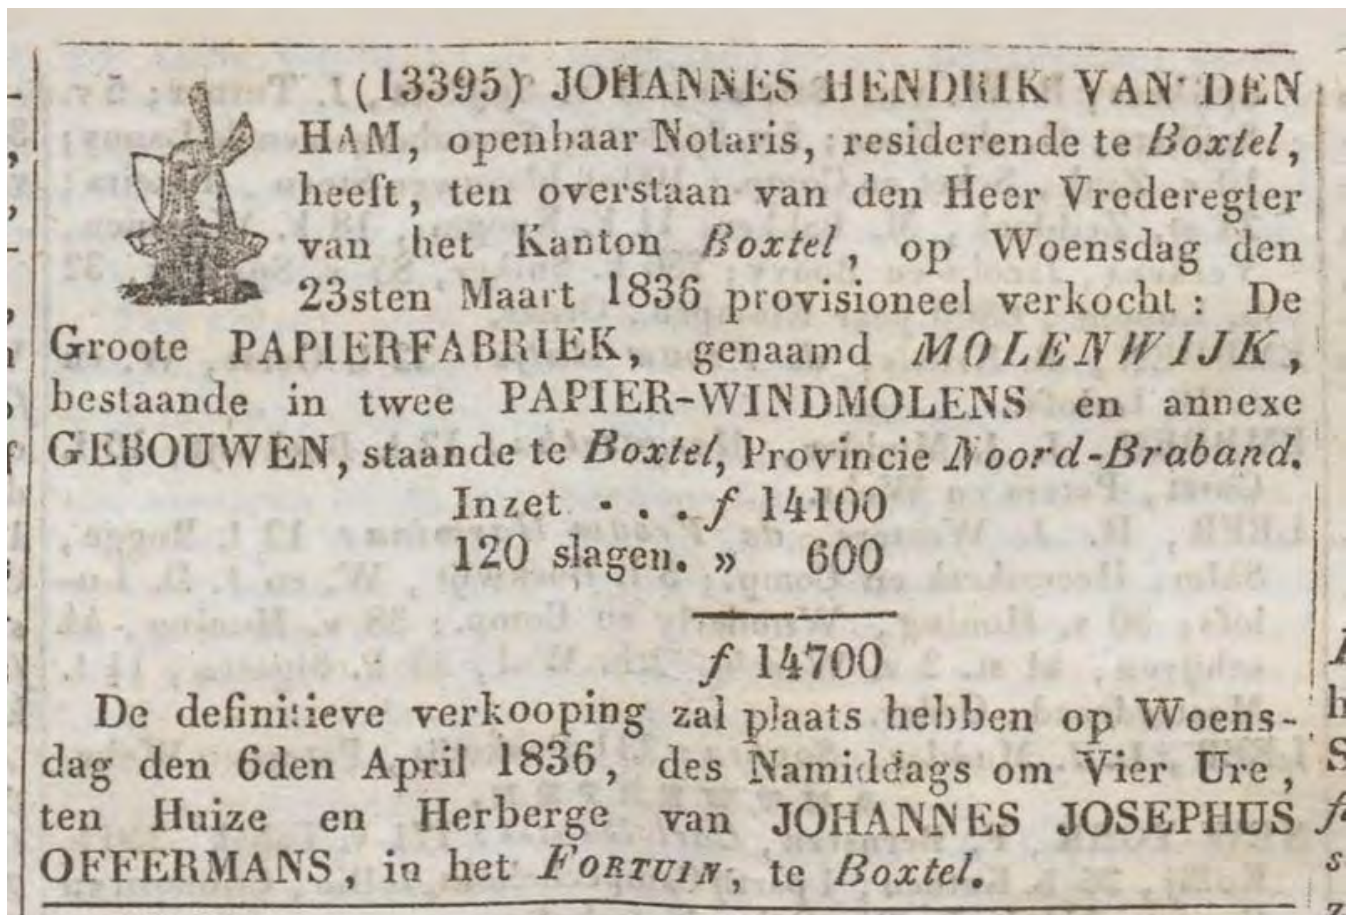 (13395) JOHANNES HENDRIK VAN DEN
HAM, openbaar Notaris, residerende te Boxtel,
heeft, ten overstaan van den Heer Vrederegter
van het Kanton Boxtel, op Woensdag den
23sten Maart 1836 provisioneel verkocht: De
Groote PAPIERFABRIEK, genaamd MOLENWIJK,
bestaande in twee PAPIER-WINDMOLENS en annexe
GEBOUWEN, staande te Boxtel, Provincie Noord-Braband.
Inzet . . . f 14100
120 slagen. » 600
f 14700
De definitieve verkooping zal plaats hebben op Woens-
dag den 6den April 1836, des Namiddags om Vier Ure,
ten Huize en Herberge van JOHANNES JOSEPHUS
OFFERMANS, in het FORTUIN, te Boxtel.